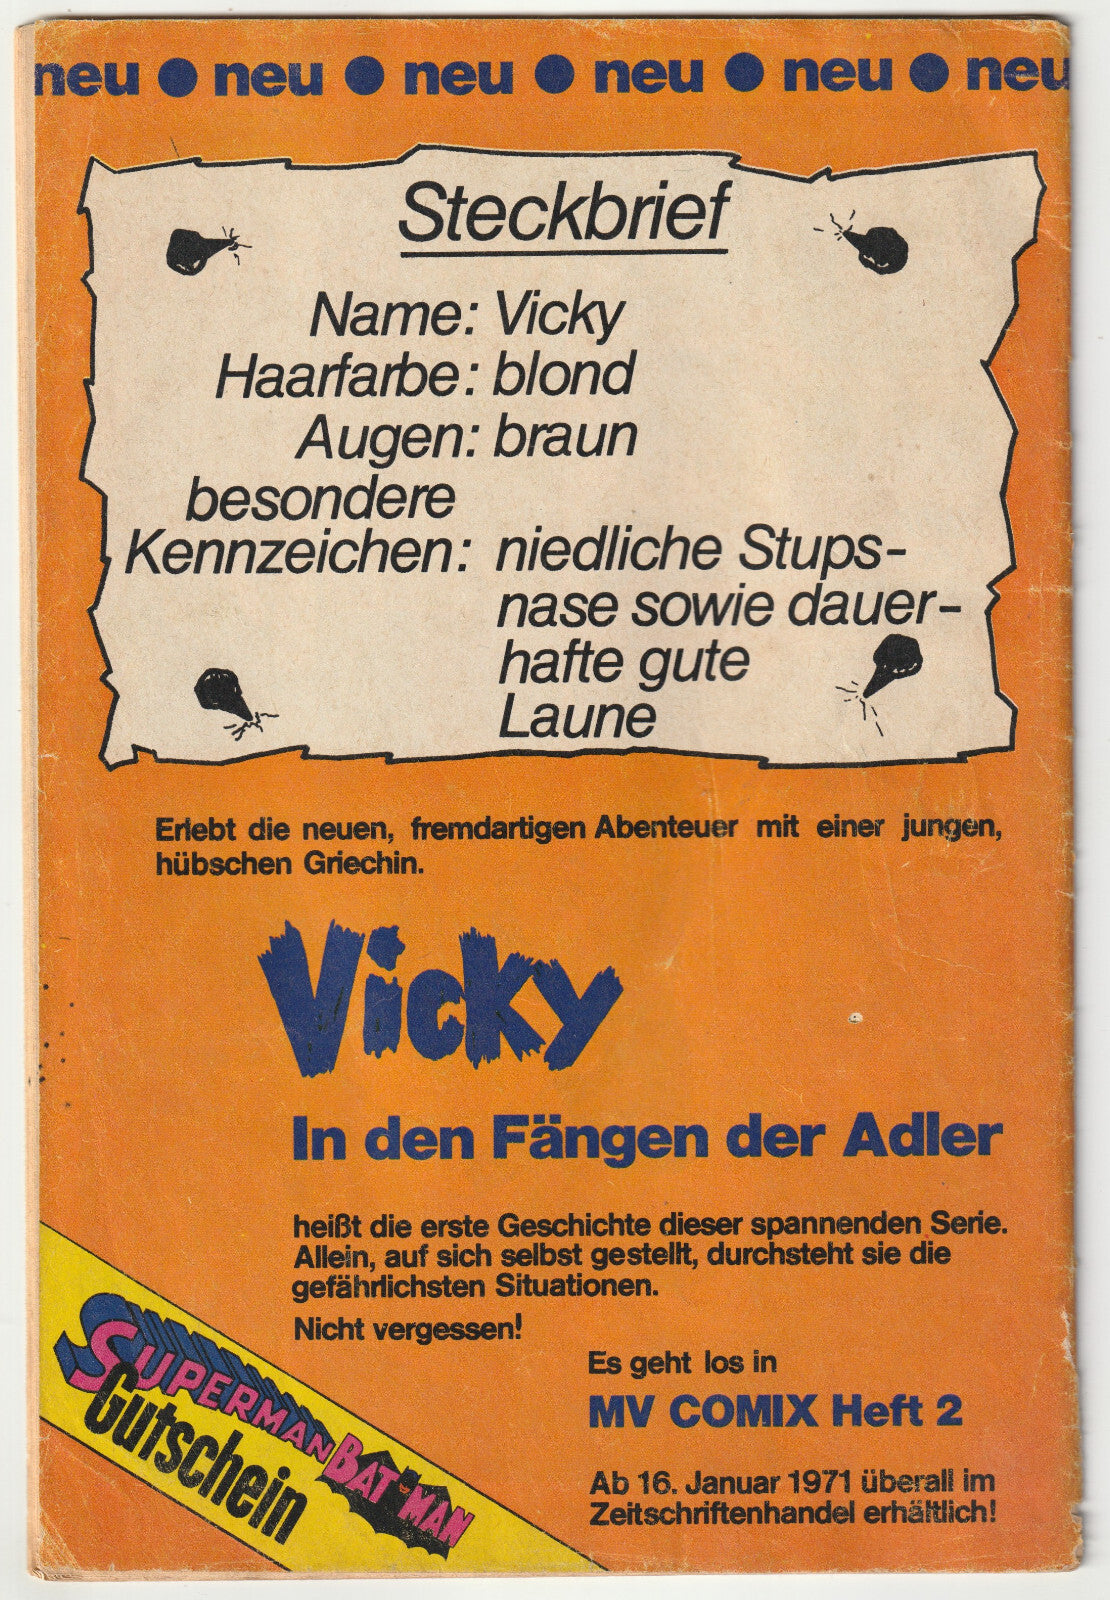 neu ● neu ● neu ● neu ● neu ● neu
Steckbrief
Name: Vicky
Haarfarbe: blond
Augen: braun
besondere
Kennzeichen: niedliche Stups-
nase sowie dauer-
hafte gute
Laune
Erlebt die neuen, fremdartigen Abenteuer mit einer jungen,
hübschen Griechin.
Vicky
In den Fängen der Adler
heißt die erste Geschichte dieser spannenden Serie.
Allein, auf sich selbst gestellt, durchsteht sie die
gefährlichsten Situationen.
Nicht vergessen!
Es geht los in
MV COMIX Heft 2
Ab 16. Januar 1971 überall im
Zeitschriftenhandel erhältlich!
SUPERMAN BATMAN
Gutschein